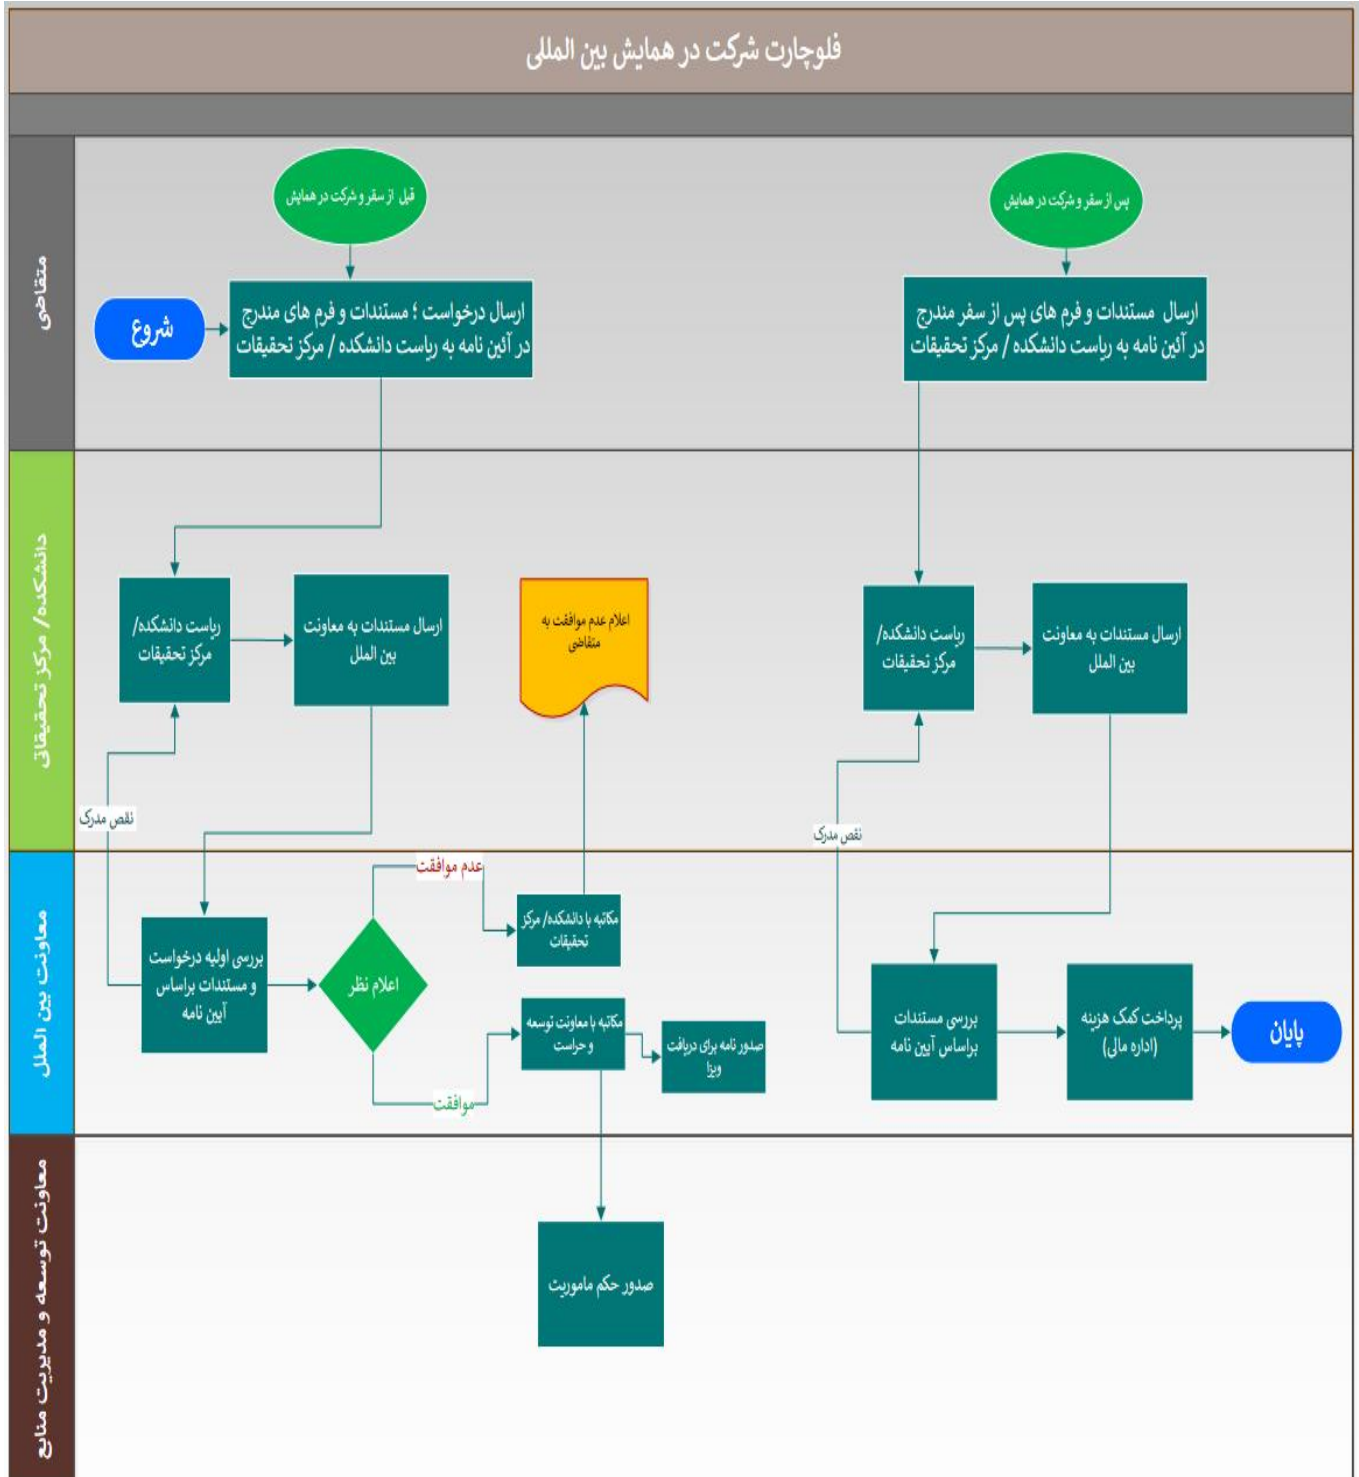 فلوچارت شرکت در همایش بین المللی
متقاضی
قبل از سفر و شرکت در همایش
شروع
ارسال درخواست ؛ مستندات و فرم های مندرج
در آئین نامه به ریاست دانشکده / مرکز تحقیقات
پس از سفر و شرکت در همایش
ارسال مستندات و فرم های پس از سفر مندرج
در آئین نامه به ریاست دانشکده / مرکز تحقیقات
دانشکده/ مرکز تحقیقاتی
ریاست دانشکده/
مرکز تحقیقات
ارسال مستندات به معاونت
بین الملل
اعلام عدم موافقت به
متقاضی
ریاست دانشکده/
مرکز تحقیقات
ارسال مستندات به معاونت
بین الملل
نقص مدرک
نقص مدرک
معاونت بین الملل
بررسی اولیه درخواست
و مستندات براساس
آیین نامه
اعلام نظر
عدم موافقت
مکاتبه با دانشکده/ مرکز
تحقیقات
موافقت
مکاتبه با معاونت توسعه
و حراست
صدور نامه برای دریافت
ویزا
بررسی مستندات
براساس آیین نامه
پرداخت کمک هزینه
(اداره مالی)
پایان
معاونت توسعه و مدیریت منابع
صدور حکم ماموریت